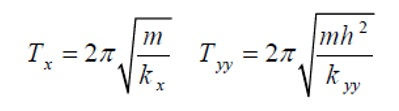 T_x = 2π√(m/k_x) T_yy = 2π√(mh²/k_yy)